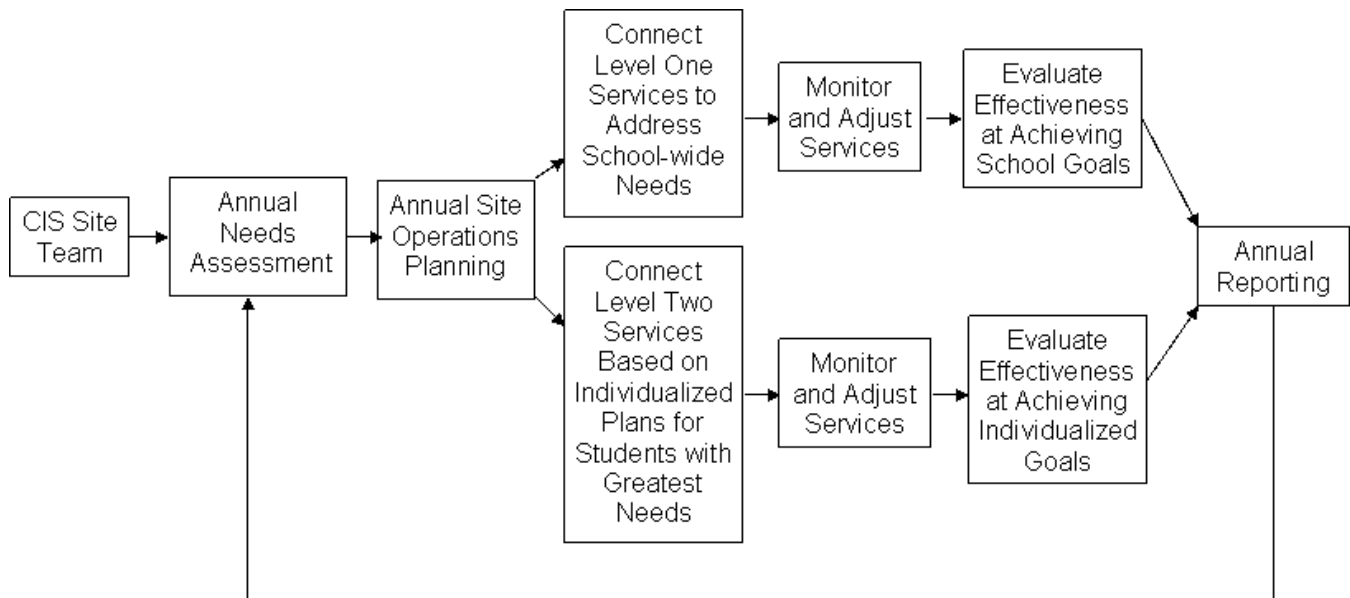 CIS Site
Team
Annual
Needs
Assessment
Annual Site
Operations
Planning
Connect
Level One
Services to
Address
School-wide
Needs
Monitor
and Adjust
Services
Evaluate
Effectiveness
at Achieving
School Goals
Connect
Level Two
Services
Based on
Individualized
Plans for
Students with
Greatest
Needs
Monitor
and Adjust
Services
Evaluate
Effectiveness
at Achieving
Individualized
Goals
Annual
Reporting